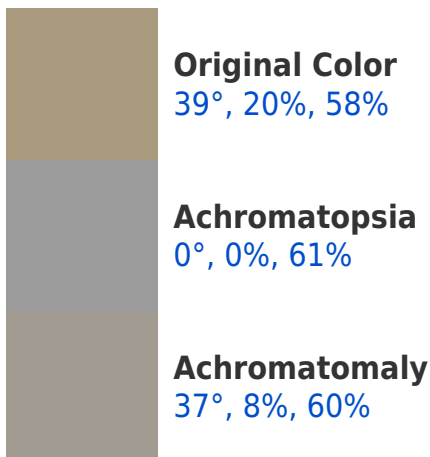 Original Color
39°, 20%, 58%
Achromatopsia
0°, 0%, 61%
Achromatomaly
37°, 8%, 60%